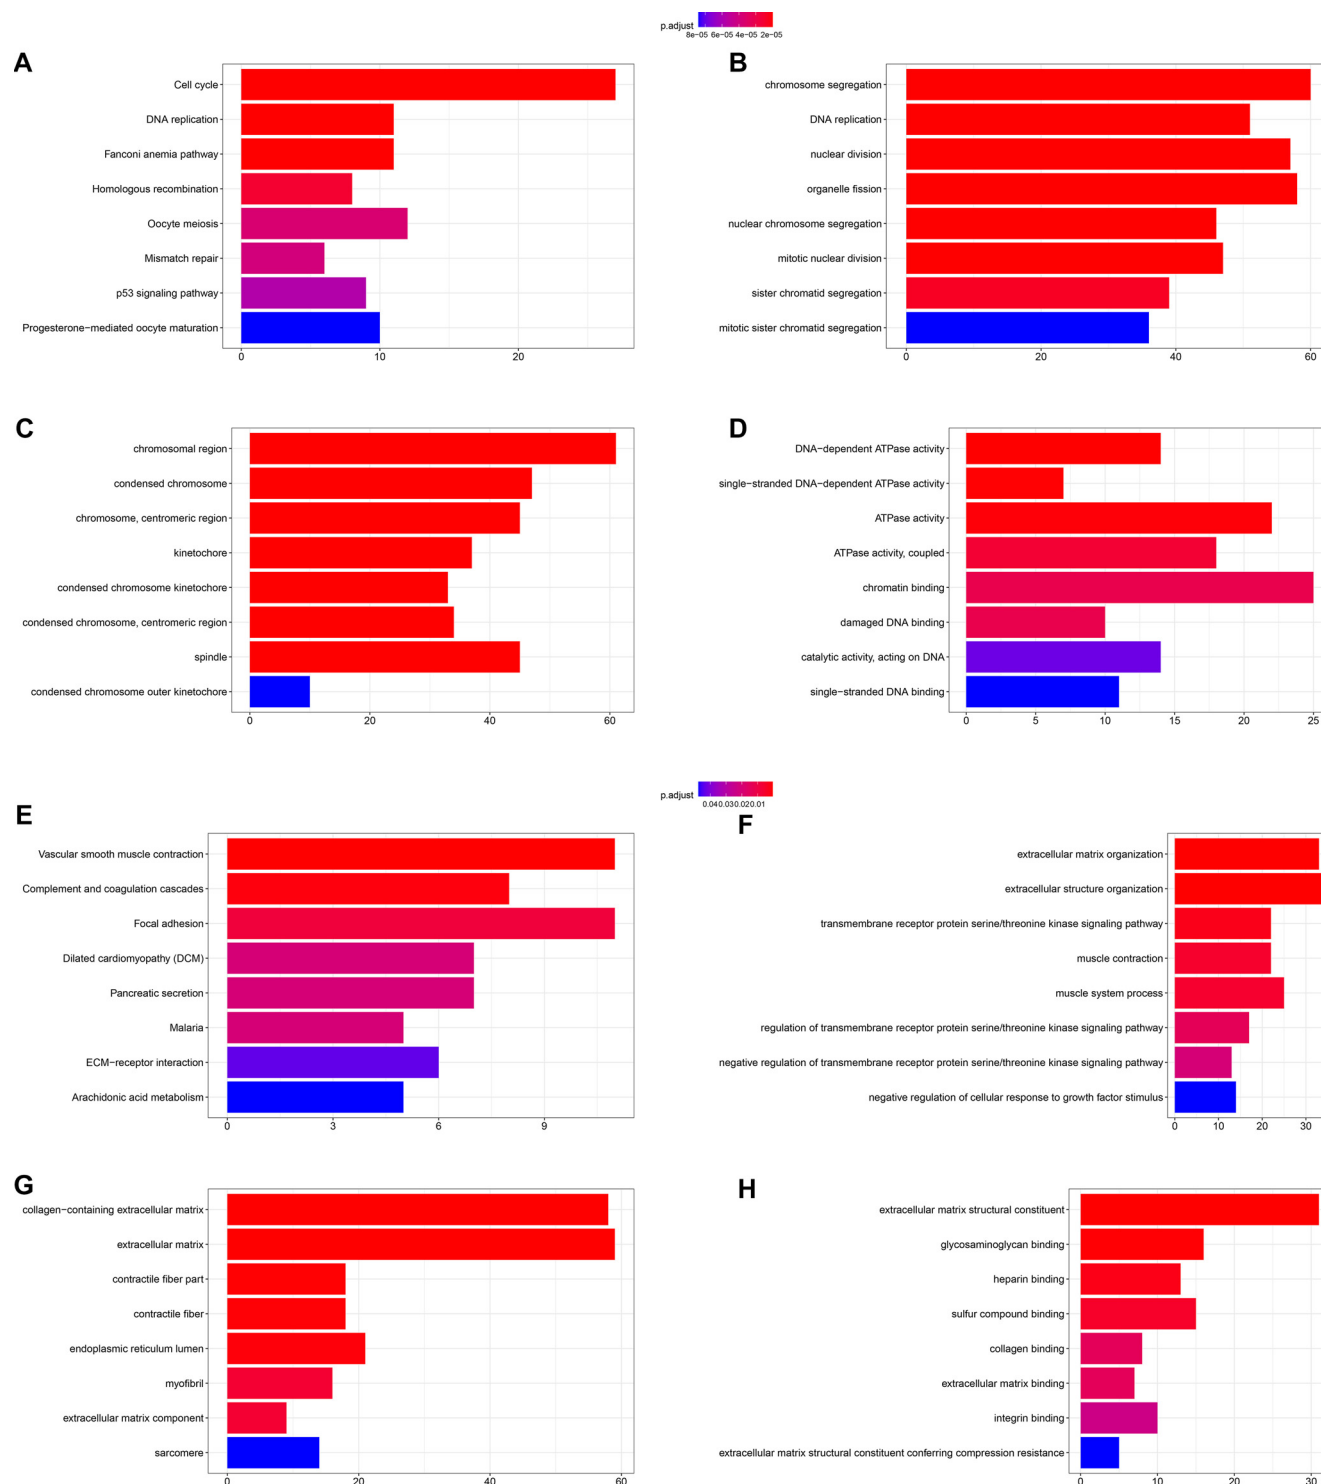 p.adjust
8e−05 6e−05 4e−05 2e−05
A
Cell cycle
DNA replication
Fanconi anemia pathway
Homologous recombination
Oocyte meiosis
Mismatch repair
p53 signaling pathway
Progesterone−mediated oocyte maturation
0 10 20
B
chromosome segregation
DNA replication
nuclear division
organelle fission
nuclear chromosome segregation
mitotic nuclear division
sister chromatid segregation
mitotic sister chromatid segregation
0 20 40 60
C
chromosomal region
condensed chromosome
chromosome, centromeric region
kinetochore
condensed chromosome kinetochore
condensed chromosome, centromeric region
spindle
condensed chromosome outer kinetochore
0 20 40 60
D
DNA−dependent ATPase activity
single−stranded DNA−dependent ATPase activity
ATPase activity
ATPase activity, coupled
chromatin binding
damaged DNA binding
catalytic activity, acting on DNA
single−stranded DNA binding
0 5 10 15 20 25
p.adjust
0.040.030.020.01
E
Vascular smooth muscle contraction
Complement and coagulation cascades
Focal adhesion
Dilated cardiomyopathy (DCM)
Pancreatic secretion
Malaria
ECM−receptor interaction
Arachidonic acid metabolism
0 3 6 9
F
extracellular matrix organization
extracellular structure organization
transmembrane receptor protein serine/threonine kinase signaling pathway
muscle contraction
muscle system process
regulation of transmembrane receptor protein serine/threonine kinase signaling pathway
negative regulation of transmembrane receptor protein serine/threonine kinase signaling pathway
negative regulation of cellular response to growth factor stimulus
0 10 20 30
G
collagen−containing extracellular matrix
extracellular matrix
contractile fiber part
contractile fiber
endoplasmic reticulum lumen
myofibril
extracellular matrix component
sarcomere
0 20 40 60
H
extracellular matrix structural constituent
glycosaminoglycan binding
heparin binding
sulfur compound binding
collagen binding
extracellular matrix binding
integrin binding
extracellular matrix structural constituent conferring compression resistance
0 10 20 30